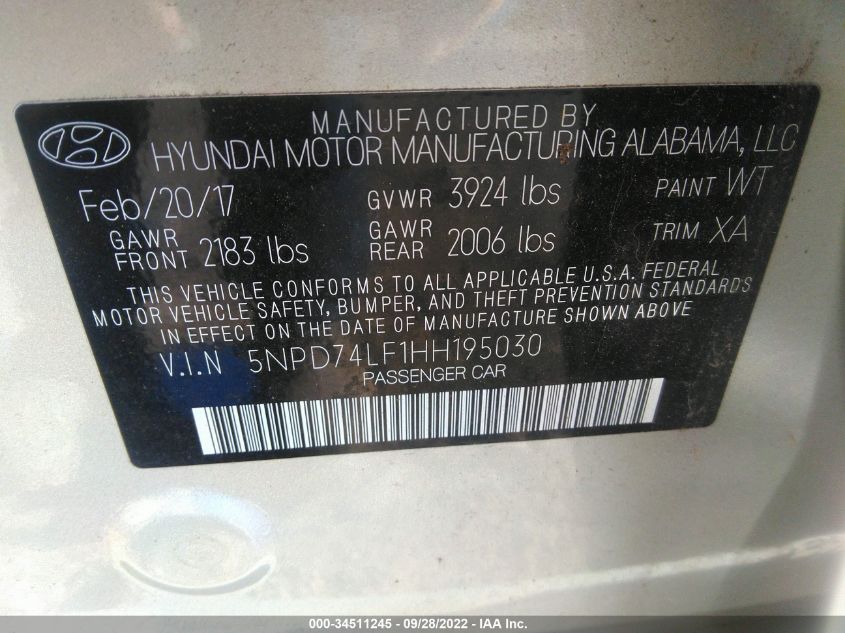 MANUFACTURED BY
HYUNDAI MOTOR MANUFACTURING ALABAMA, LLC
Feb/20/17 GVWR 3924 lbs PAINT WT
GAWR FRONT 2183 lbs GAWR REAR 2006 lbs TRIM XA
THIS VEHICLE CONFORMS TO ALL APPLICABLE U.S.A. FEDERAL
MOTOR VEHICLE SAFETY, BUMPER, AND THEFT PREVENTION STANDARDS
IN EFFECT ON THE DATE OF MANUFACTURE SHOWN ABOVE
V.I.N 5NPD74LF1HH195030
PASSENGER CAR
000-34511245 - 09/28/2022 - IAA Inc.